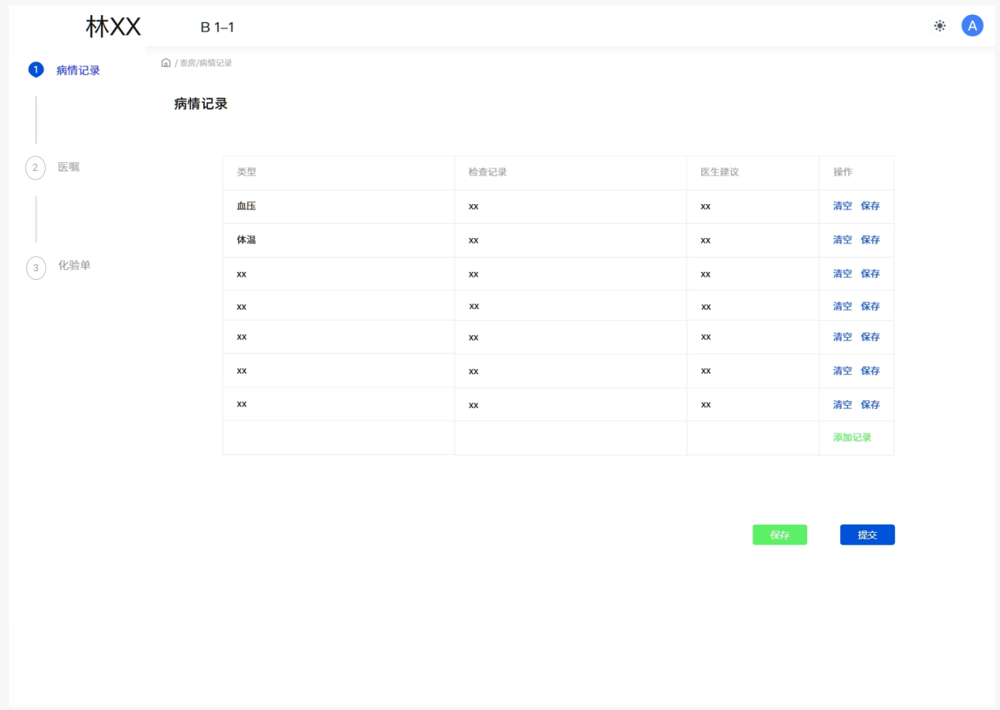 林XX B 1–1 A
1 病情记录
/ 查房/病情记录
病情记录
2 医嘱
3 化验单
类型 检查记录 医生建议 操作
血压 xx xx 清空 保存
体温 xx xx 清空 保存
xx xx xx 清空 保存
xx xx xx 清空 保存
xx xx xx 清空 保存
xx xx xx 清空 保存
xx xx xx 清空 保存
添加记录
保存 提交